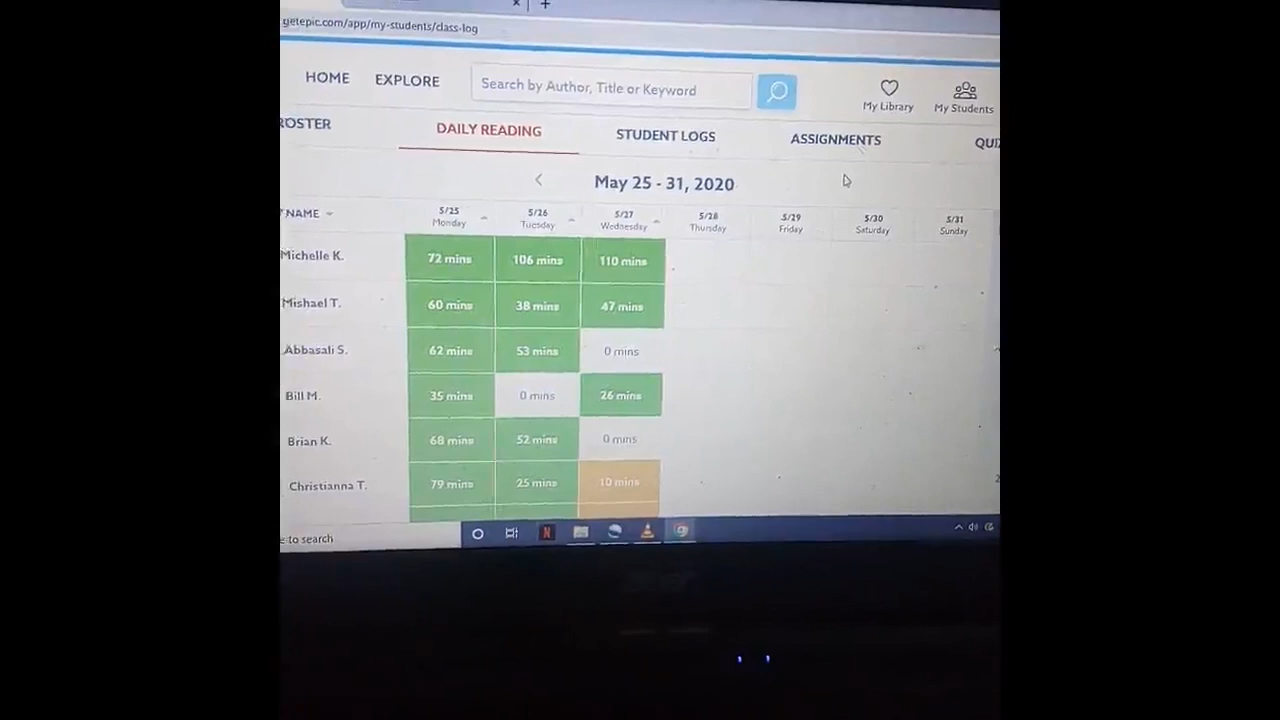 getepic.com/app/my-students/class-log
HOME EXPLORE Search by Author, Title or Keyword My Library My Students
ROSTER DAILY READING STUDENT LOGS ASSIGNMENTS QUI
May 25 - 31, 2020
NAME 5/25 5/26 5/27 5/28 5/29 5/30 5/31
Monday Tuesday Wednesday Thursday Friday Saturday Sunday
Michelle K. 72 mins 106 mins 110 mins
Mishael T. 60 mins 38 mins 47 mins
Abbasali S. 62 mins 53 mins 0 mins
Bill M. 35 mins 0 mins 26 mins
Brian K. 68 mins 52 mins 0 mins
Christianna T. 79 mins 25 mins 10 mins
e to search N